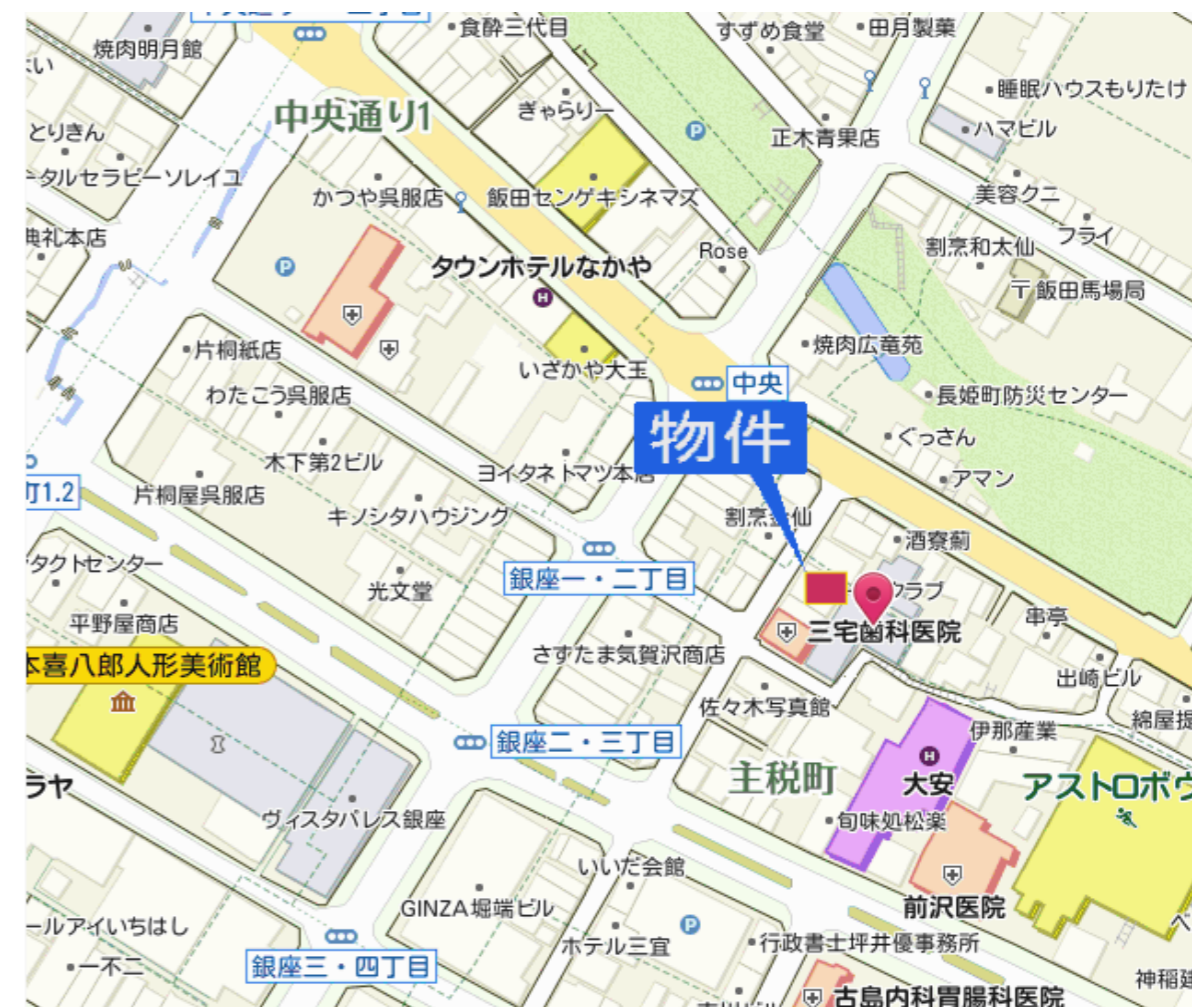 食酔三代目
すずめ食堂
田月製菓
焼肉明月館
睡眠ハウスもりたけ
ぎゃらりー
中央通り1
とりきん
正木青果店
ハマビル
ータルセラピーソレイユ
かつや呉服店
飯田センゲキシネマズ
美容クニ
典礼本店
Rose
割烹和太仙
フライ
タウンホテルなかや
飯田馬場局
片桐紙店
焼肉広竜苑
いざかや大王
中央
わたこう呉服店
長姫町防災センター
物件
ぐっさん
木下第2ビル
ヨイタネトマツ本店
アマン
町1.2
片桐屋呉服店
キノシタハウジング
割烹 仙
酒寮薊
タクトセンター
銀座一・二丁目
光文堂
クラブ
串亭
平野屋商店
三宅歯科医院
さすたま気賀沢商店
本喜八郎人形美術館
出崎ビル
佐々木写真館
綿屋提
伊那産業
銀座二・三丁目
主税町
大安
アストロボウ
ラヤ
ヴィスタパレス銀座
旬味処松楽
いいだ会館
前沢医院
GINZA堀端ビル
ールアイいちはし
ホテル三宜
行政書士坪井優事務所
一不二
銀座三・四丁目
神稲建
古島内科胃腸科医院